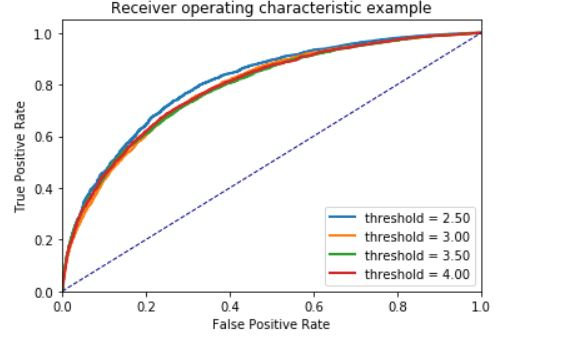 Receiver operating characteristic example
1.0
0.8
0.6
0.4
0.2
0.0
True Positive Rate
threshold = 2.50
threshold = 3.00
threshold = 3.50
threshold = 4.00
0.0 0.2 0.4 0.6 0.8 1.0
False Positive Rate